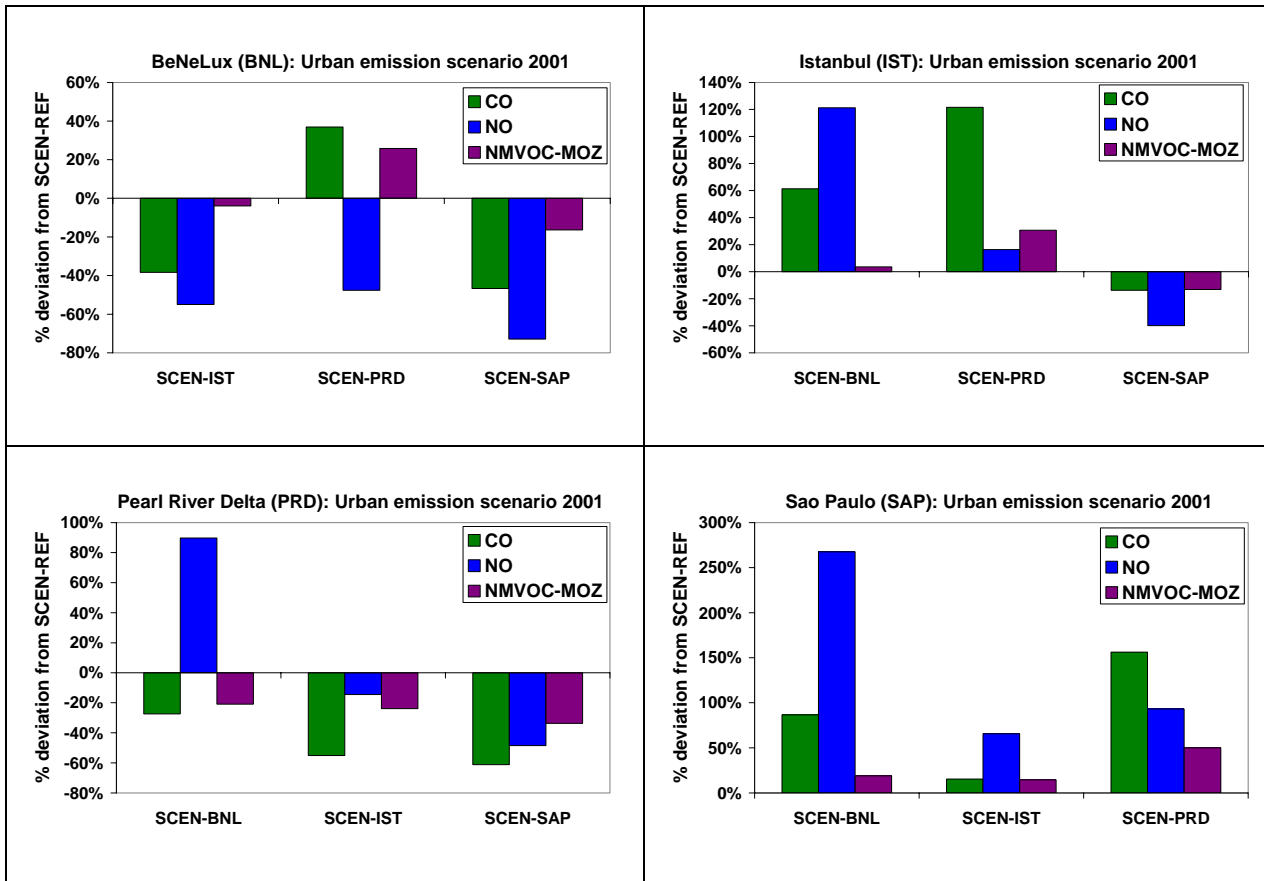 BeNeLux (BNL): Urban emission scenario 2001
% deviation from SCEN-REF
60%
40%
20%
0%
-20%
-40%
-60%
-80%
CO
NO
NMVOC-MOZ
SCEN-IST SCEN-PRD SCEN-SAP
Istanbul (IST): Urban emission scenario 2001
% deviation from SCEN-REF
140%
120%
100%
80%
60%
40%
20%
0%
-20%
-40%
-60%
CO
NO
NMVOC-MOZ
SCEN-BNL SCEN-PRD SCEN-SAP
Pearl River Delta (PRD): Urban emission scenario 2001
% deviation from SCEN-REF
100%
80%
60%
40%
20%
0%
-20%
-40%
-60%
-80%
CO
NO
NMVOC-MOZ
SCEN-BNL SCEN-IST SCEN-SAP
Sao Paulo (SAP): Urban emission scenario 2001
% deviation from SCEN-REF
300%
250%
200%
150%
100%
50%
0%
CO
NO
NMVOC-MOZ
SCEN-BNL SCEN-IST SCEN-PRD